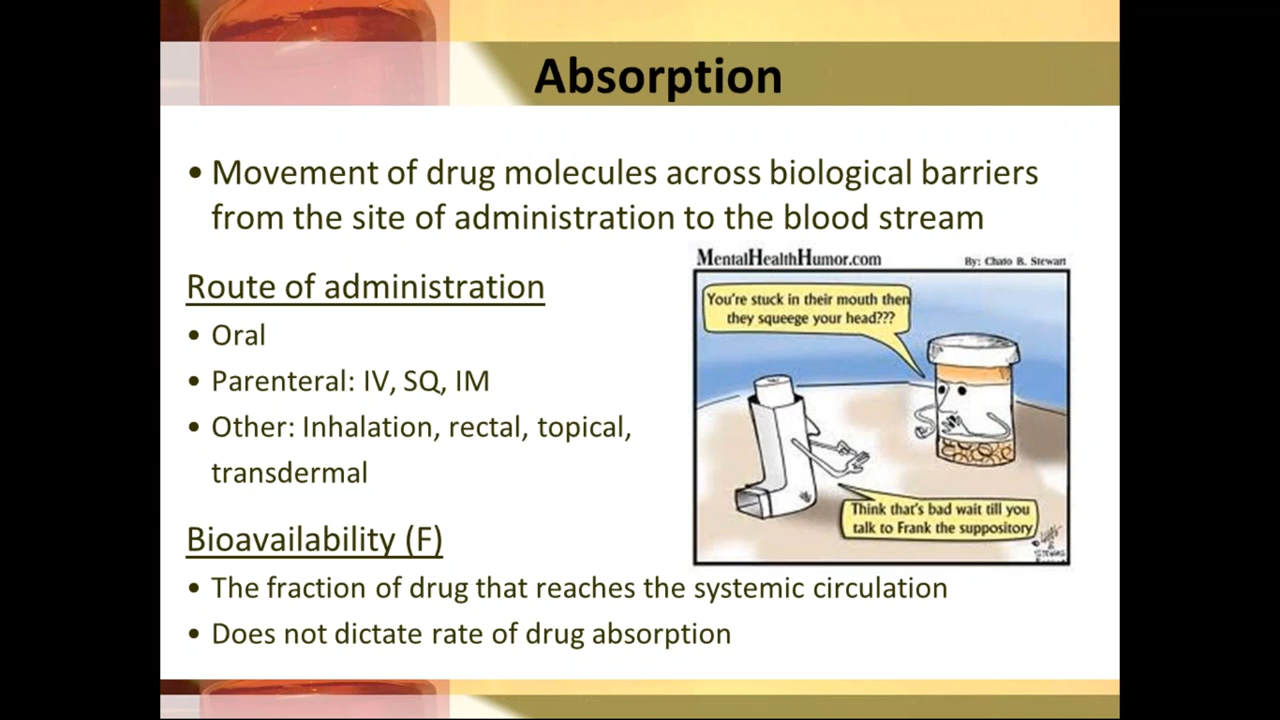 Absorption
• Movement of drug molecules across biological barriers
from the site of administration to the blood stream
Route of administration
• Oral
• Parenteral: IV, SQ, IM
• Other: Inhalation, rectal, topical,
transdermal
MentalHealthHumor.com
By: Chato B. Stewart
You're stuck in their mouth then
they squeege your head???
Think that's bad wait till you
talk to Frank the suppository
Bioavailability (F)
• The fraction of drug that reaches the systemic circulation
• Does not dictate rate of drug absorption